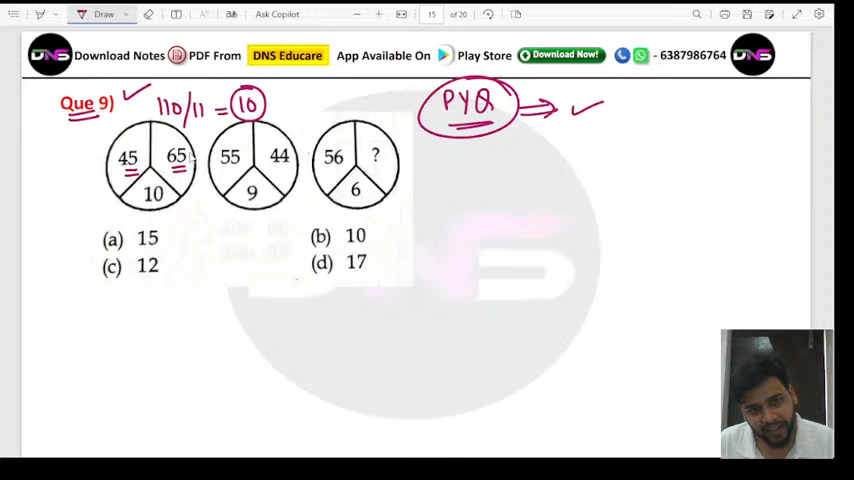 Draw
Ask Copilot
15 of 20
DNS Download Notes PDF From DNS Educare App Available On Play Store Download Now! - 6387986764 DNS
Que 9)
110/11 = 10
PYQ
45 65 10
55 44 9
56 ? 6
(a) 15 (b) 10
(c) 12 (d) 17